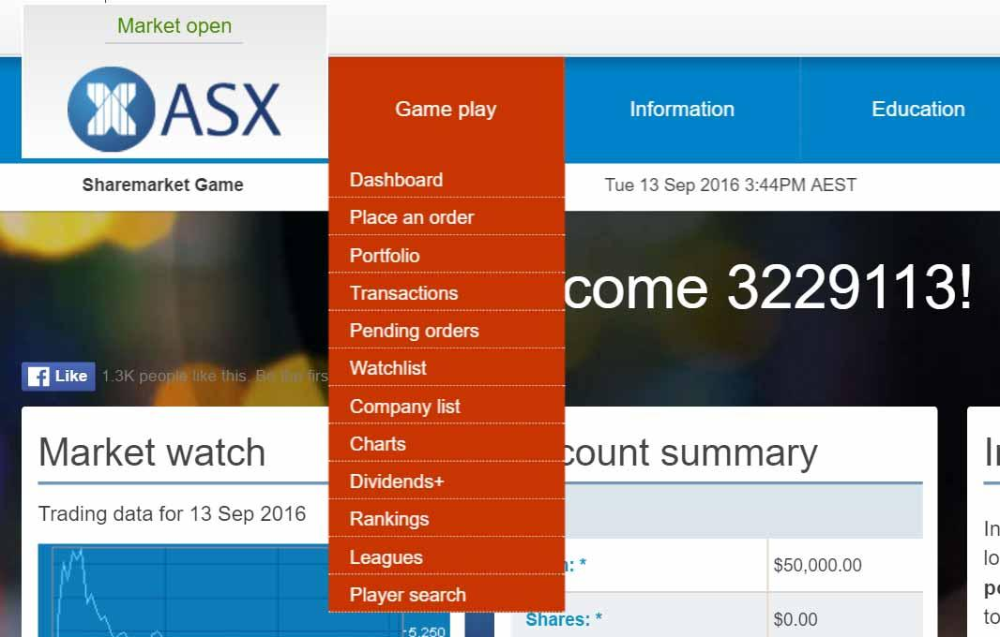 Market open
ASX
Game play
Information
Education
Sharemarket Game
Tue 13 Sep 2016 3:44PM AEST
Dashboard
Place an order
Portfolio
Transactions
Pending orders
Watchlist
Company list
Charts
Dividends+
Rankings
Leagues
Player search
come 3229113!
Like
1.3K people like this. Be the firs
Market watch
Trading data for 13 Sep 2016
5,250
count summary
: *
$50,000.00
Shares: *
$0.00
In
lo
to